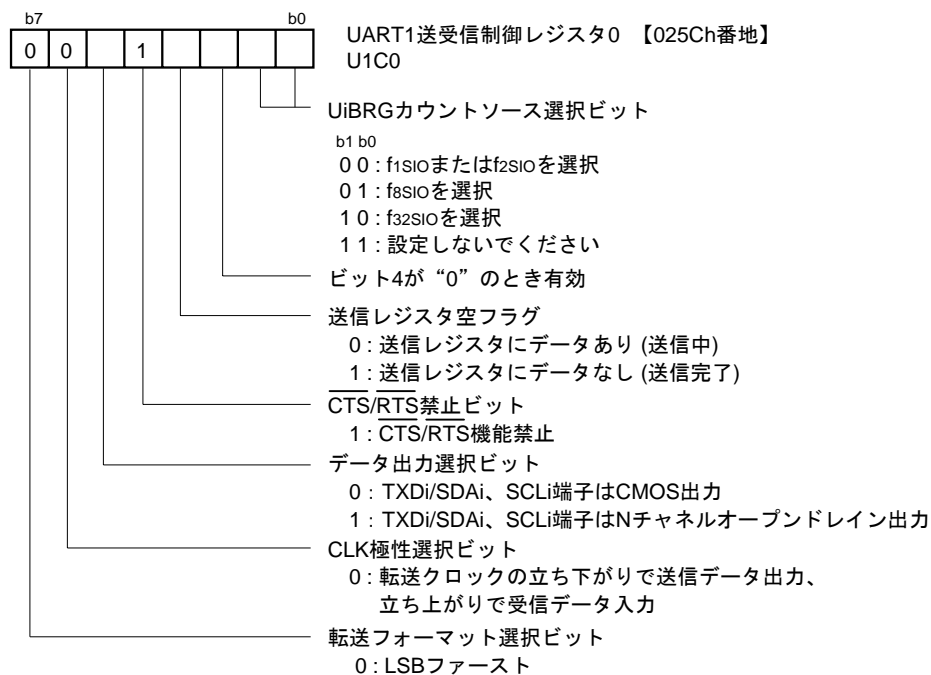 b7 b0
0 0 1
UART1送受信制御レジスタ0 【025Ch番地】
U1C0
UiBRGカウントソース選択ビット
b1 b0
0 0 : f1SIOまたはf2SIOを選択
0 1 : f8SIOを選択
1 0 : f32SIOを選択
1 1 : 設定しないでください
ビット4が“0”のとき有効
送信レジスタ空フラグ
0 : 送信レジスタにデータあり (送信中)
1 : 送信レジスタにデータなし (送信完了)
CTS/RTS禁止ビット
1 : CTS/RTS機能禁止
データ出力選択ビット
0 : TXDi/SDAi、SCLi端子はCMOS出力
1 : TXDi/SDAi、SCLi端子はNチャネルオープンドレイン出力
CLK極性選択ビット
0 : 転送クロックの立ち下がりで送信データ出力、
立ち上がりで受信データ入力
転送フォーマット選択ビット
0 : LSBファースト